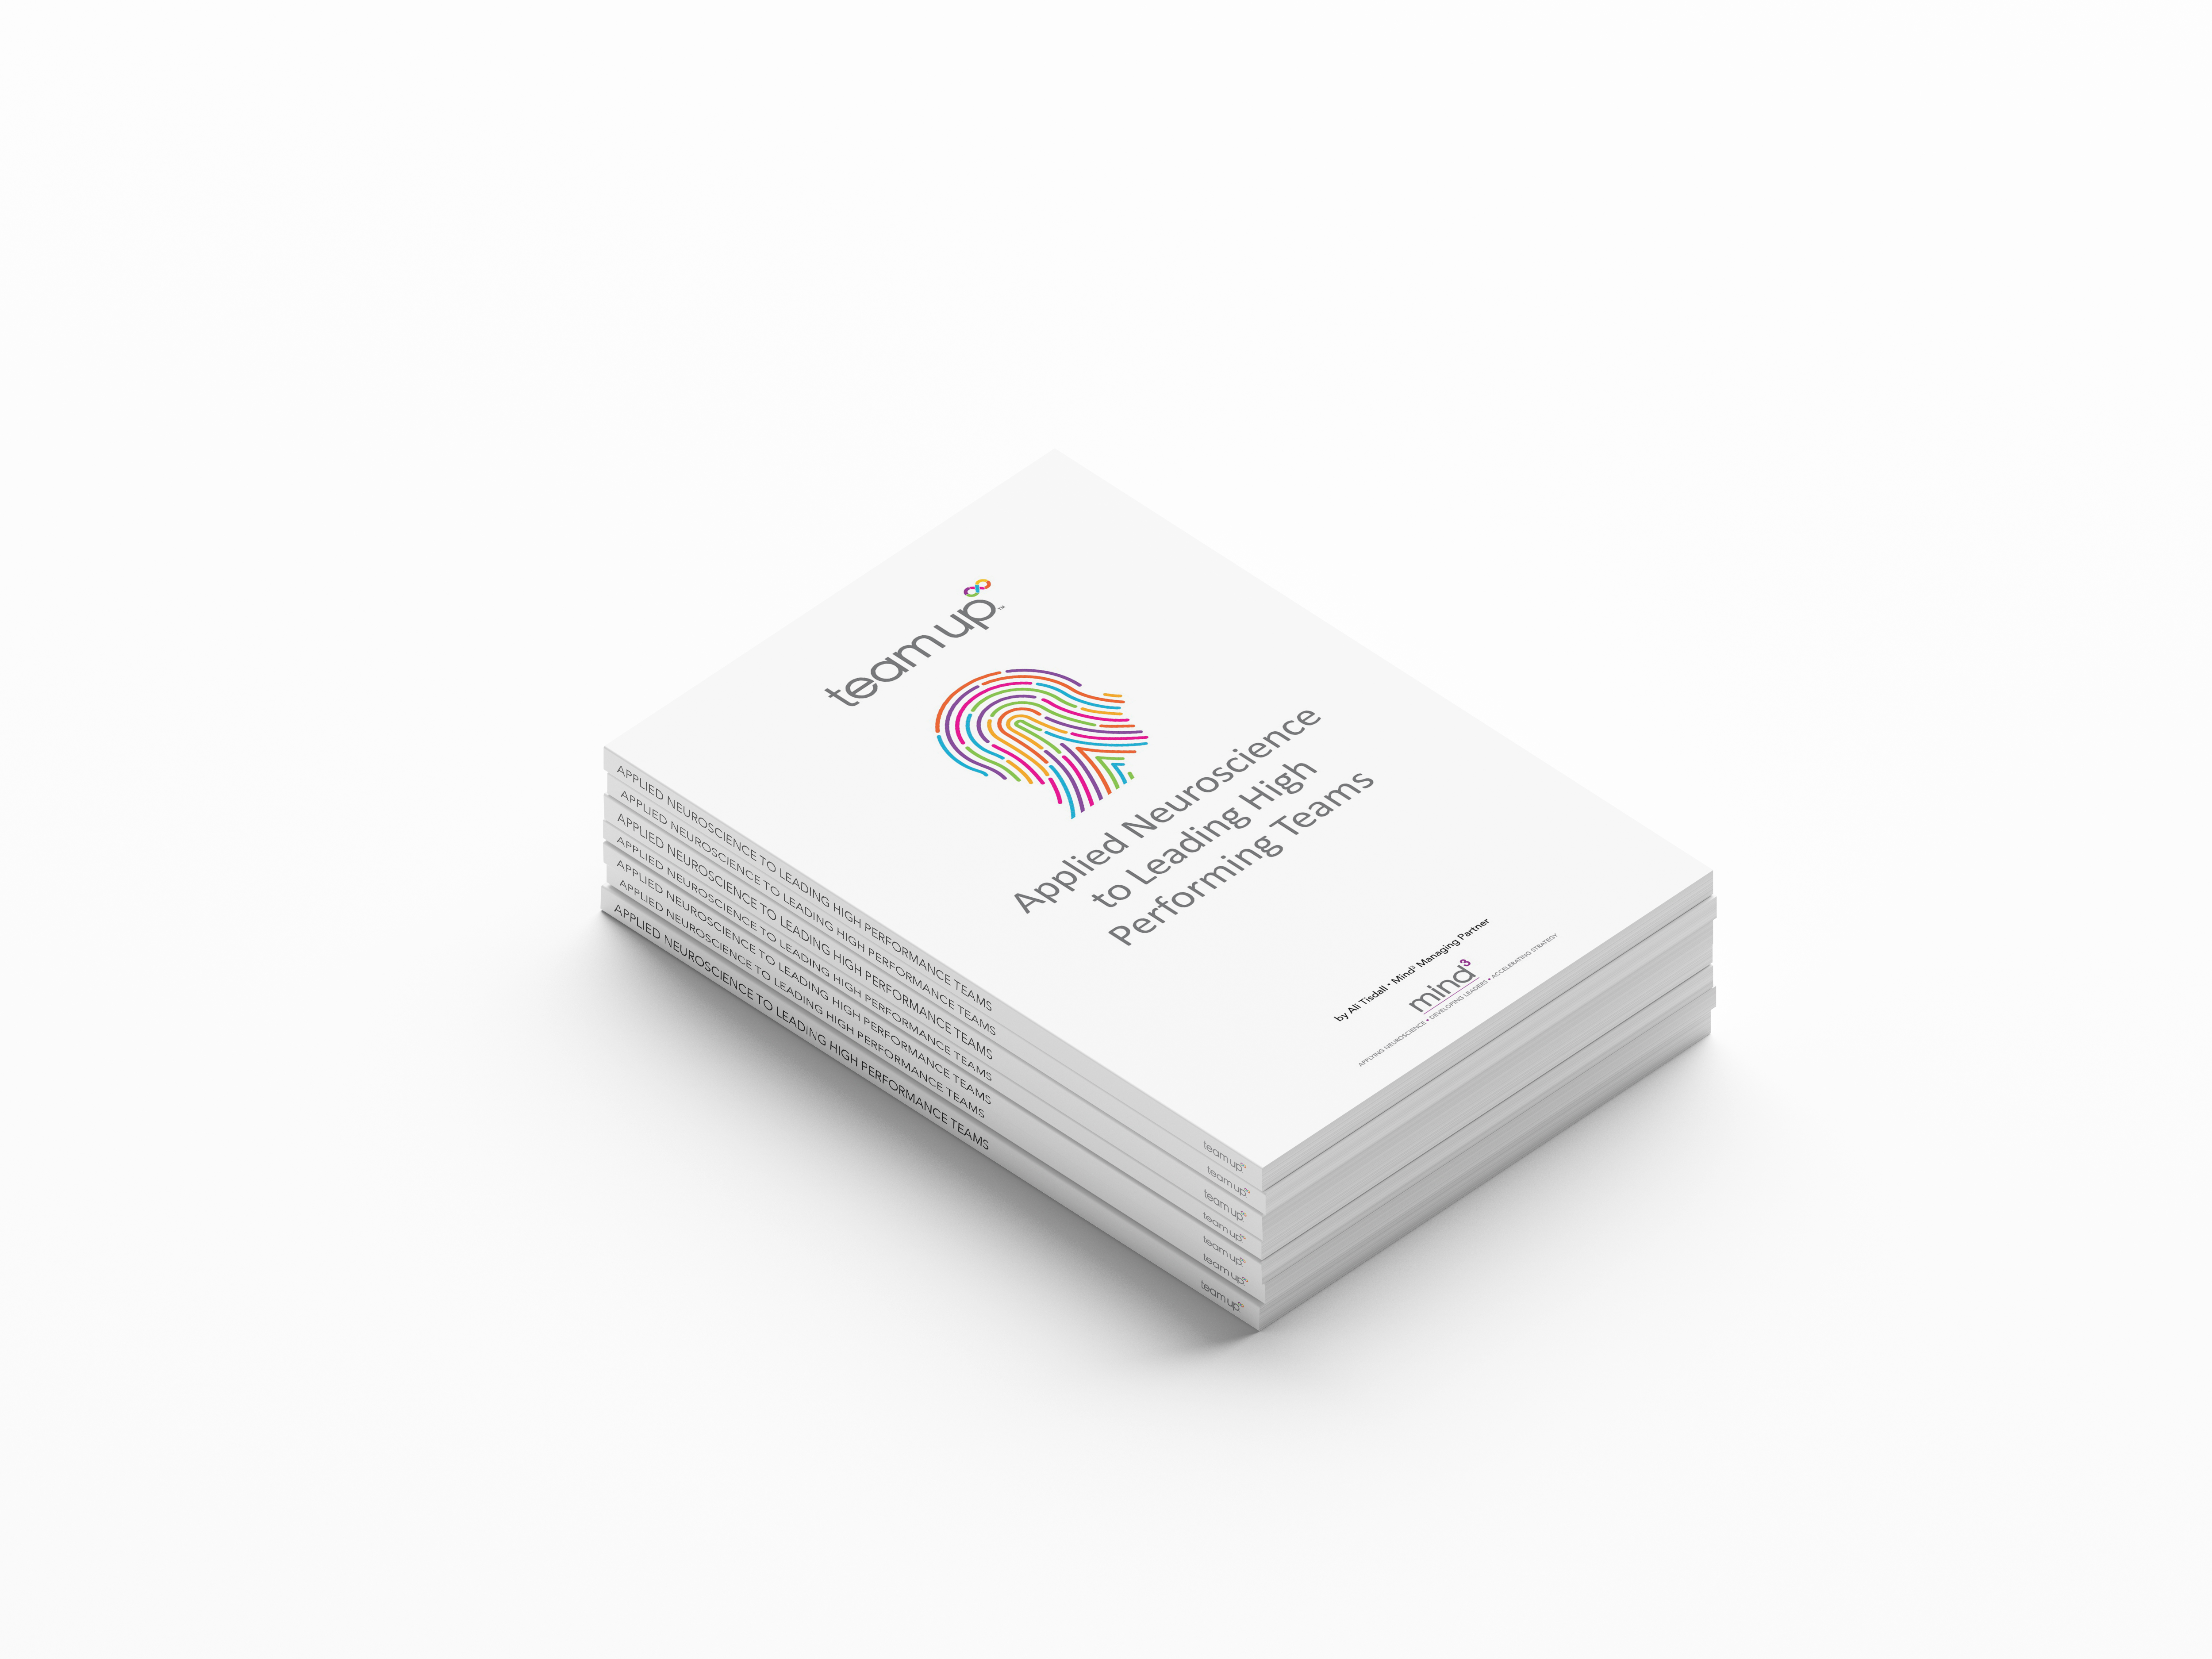 team up™
Applied Neuroscience
to Leading High
Performing Teams
by Ali Tisdall • Mind³ Managing Partner
mind³
APPLYING NEUROSCIENCE • DEVELOPING LEADERS • ACCELERATING STRATEGY
APPLIED NEUROSCIENCE TO LEADING HIGH PERFORMANCE TEAMS team up
APPLIED NEUROSCIENCE TO LEADING HIGH PERFORMANCE TEAMS team up
APPLIED NEUROSCIENCE TO LEADING HIGH PERFORMANCE TEAMS team up
APPLIED NEUROSCIENCE TO LEADING HIGH PERFORMANCE TEAMS team up
APPLIED NEUROSCIENCE TO LEADING HIGH PERFORMANCE TEAMS team up
APPLIED NEUROSCIENCE TO LEADING HIGH PERFORMANCE TEAMS team up
APPLIED NEUROSCIENCE TO LEADING HIGH PERFORMANCE TEAMS team up